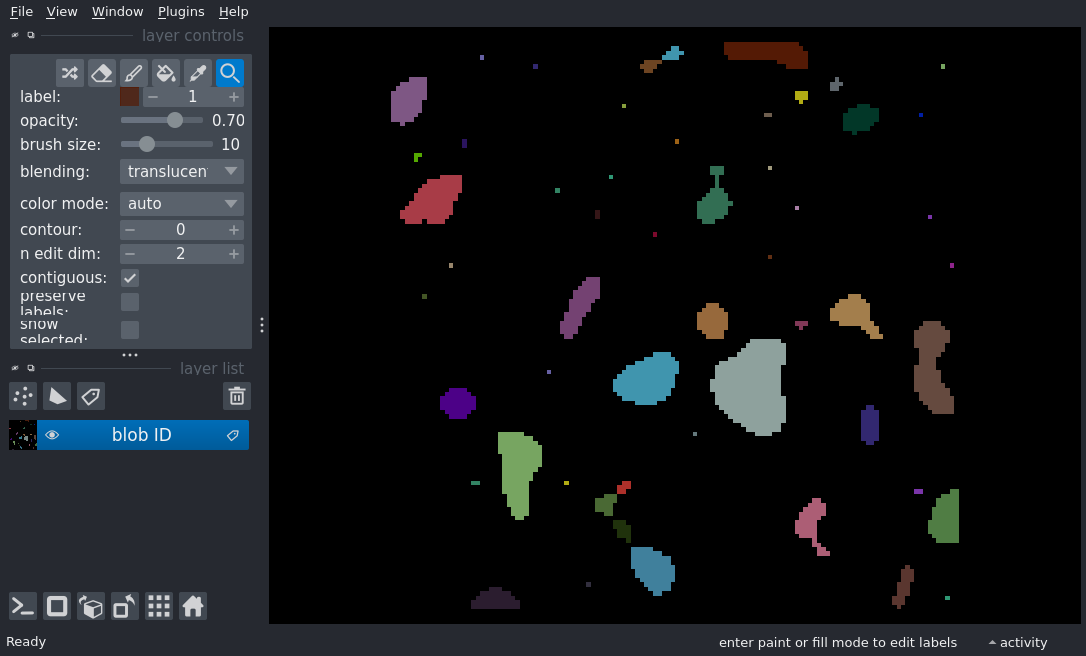 File View Window Plugins Help
layer controls
label: 1
opacity: 0.70
brush size: 10
blending: translucen
color mode: auto
contour: 0
n edit dim: 2
contiguous:
preserve
labels:
show
selected:
layer list
blob ID
Ready
enter paint or fill mode to edit labels
activity